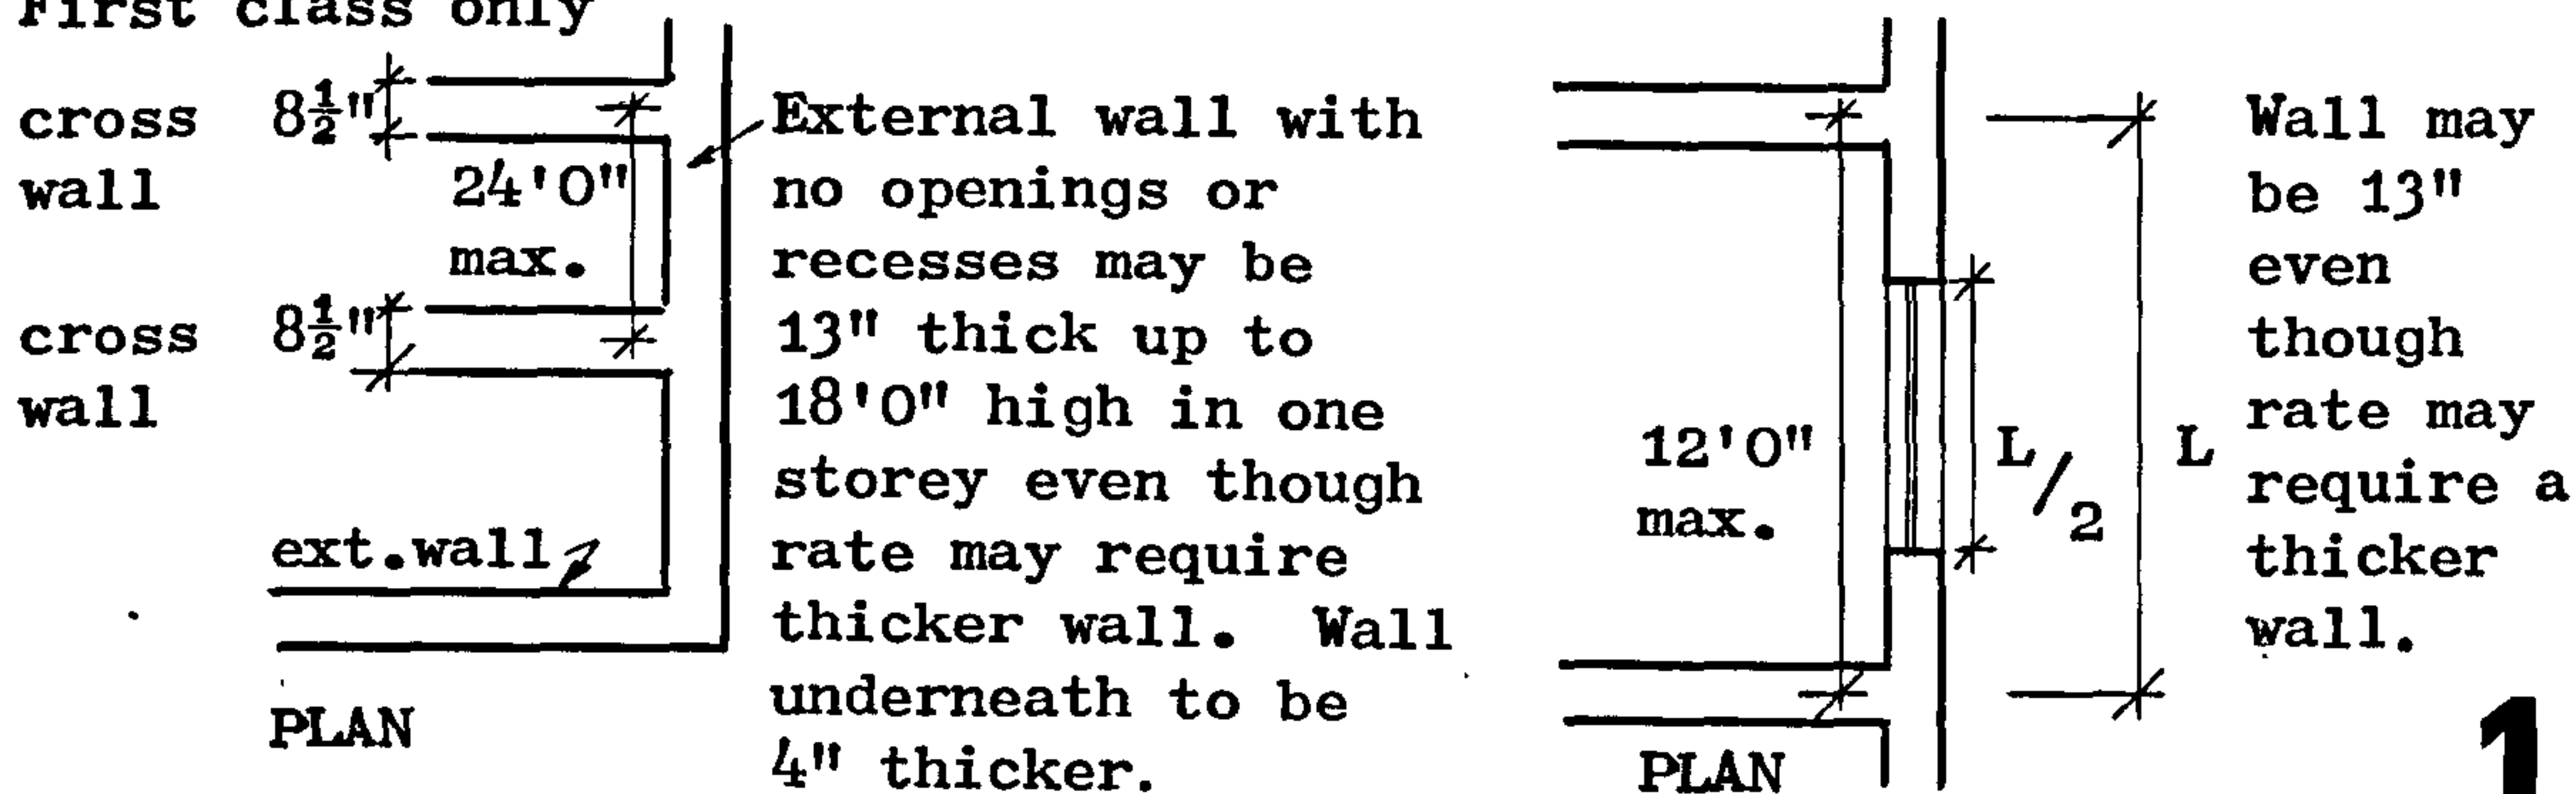 First class only
cross 8½"
wall
24'0"
max.
cross 8½"
wall
ext.wall
PLAN
External wall with
no openings or
recesses may be
13" thick up to
18'0" high in one
storey even though
rate may require
thicker wall. Wall
underneath to be
4" thicker.
12'0"
max.
PLAN
L/2
L
Wall may
be 13"
even
though
rate may
require a
thicker
wall.
1